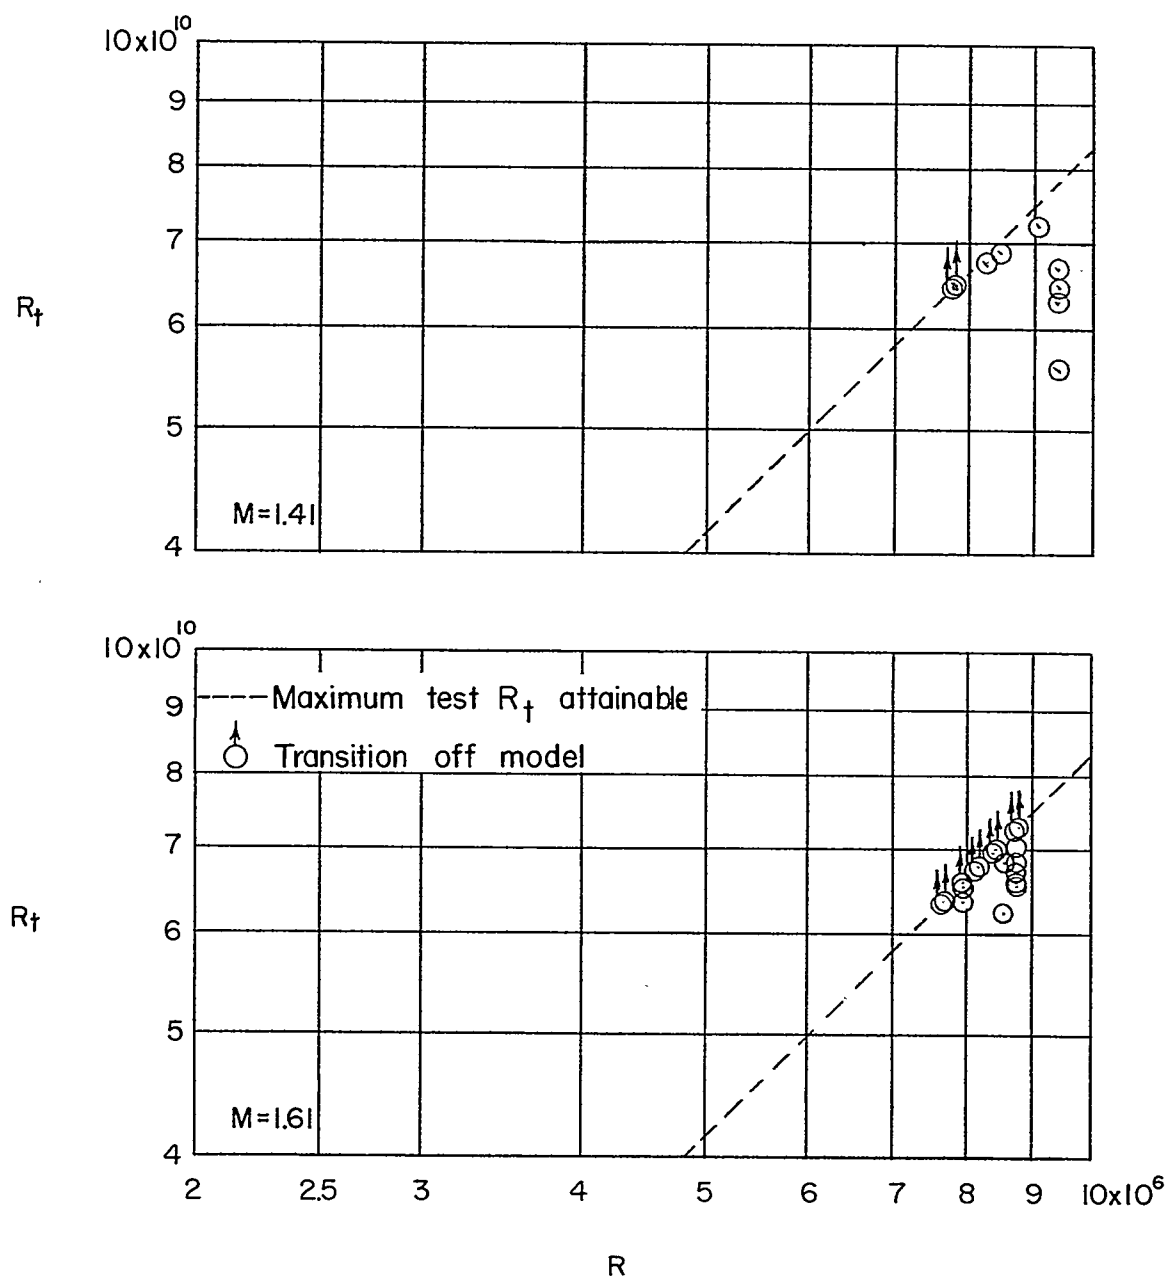 10x10^10
9
8
7
R_t
6
5
M=1.41
4
10x10^10
---- Maximum test R_t attainable
9
Transition off model
8
7
R_t
6
5
M=1.61
4
2 2.5 3 4 5 6 7 8 9 10x10^6
R